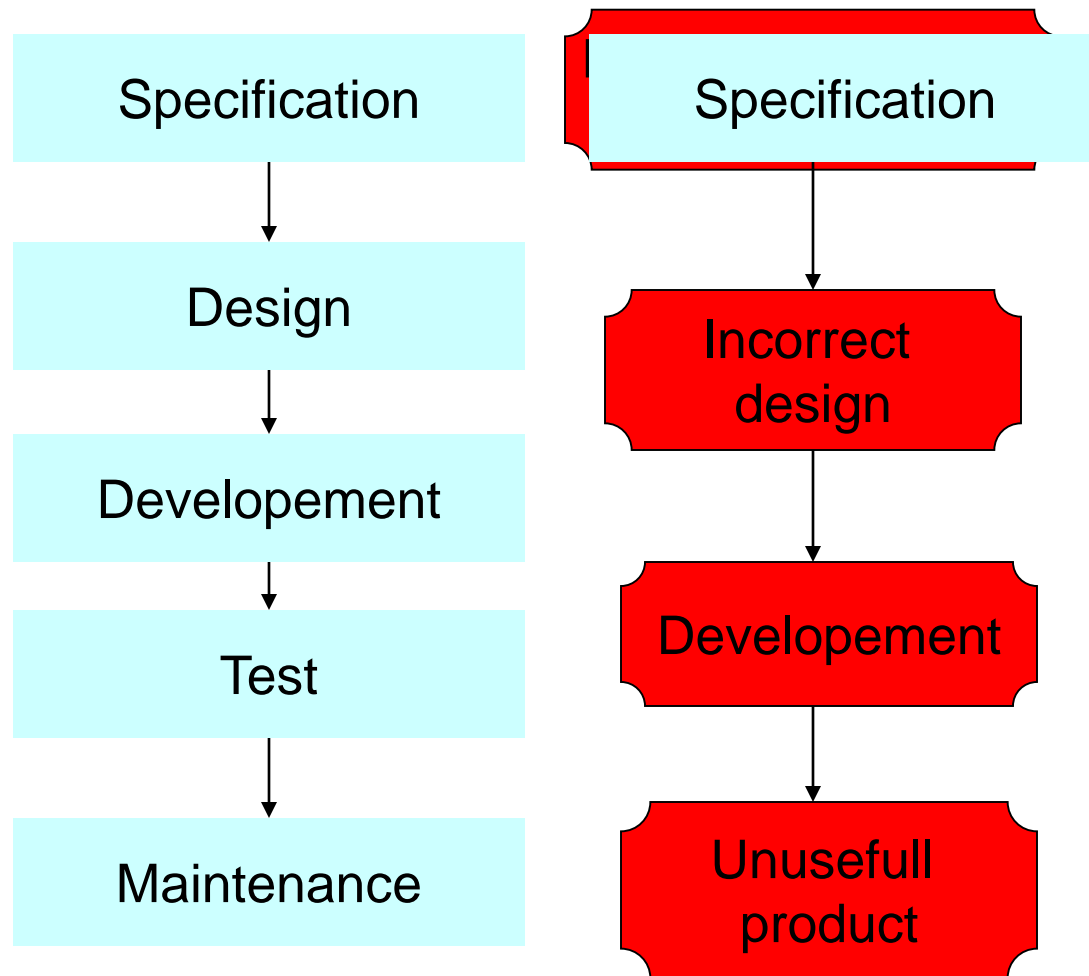 Specification
Design
Developement
Test
Maintenance
Specification
Incorrect
design
Developement
Unusefull
product